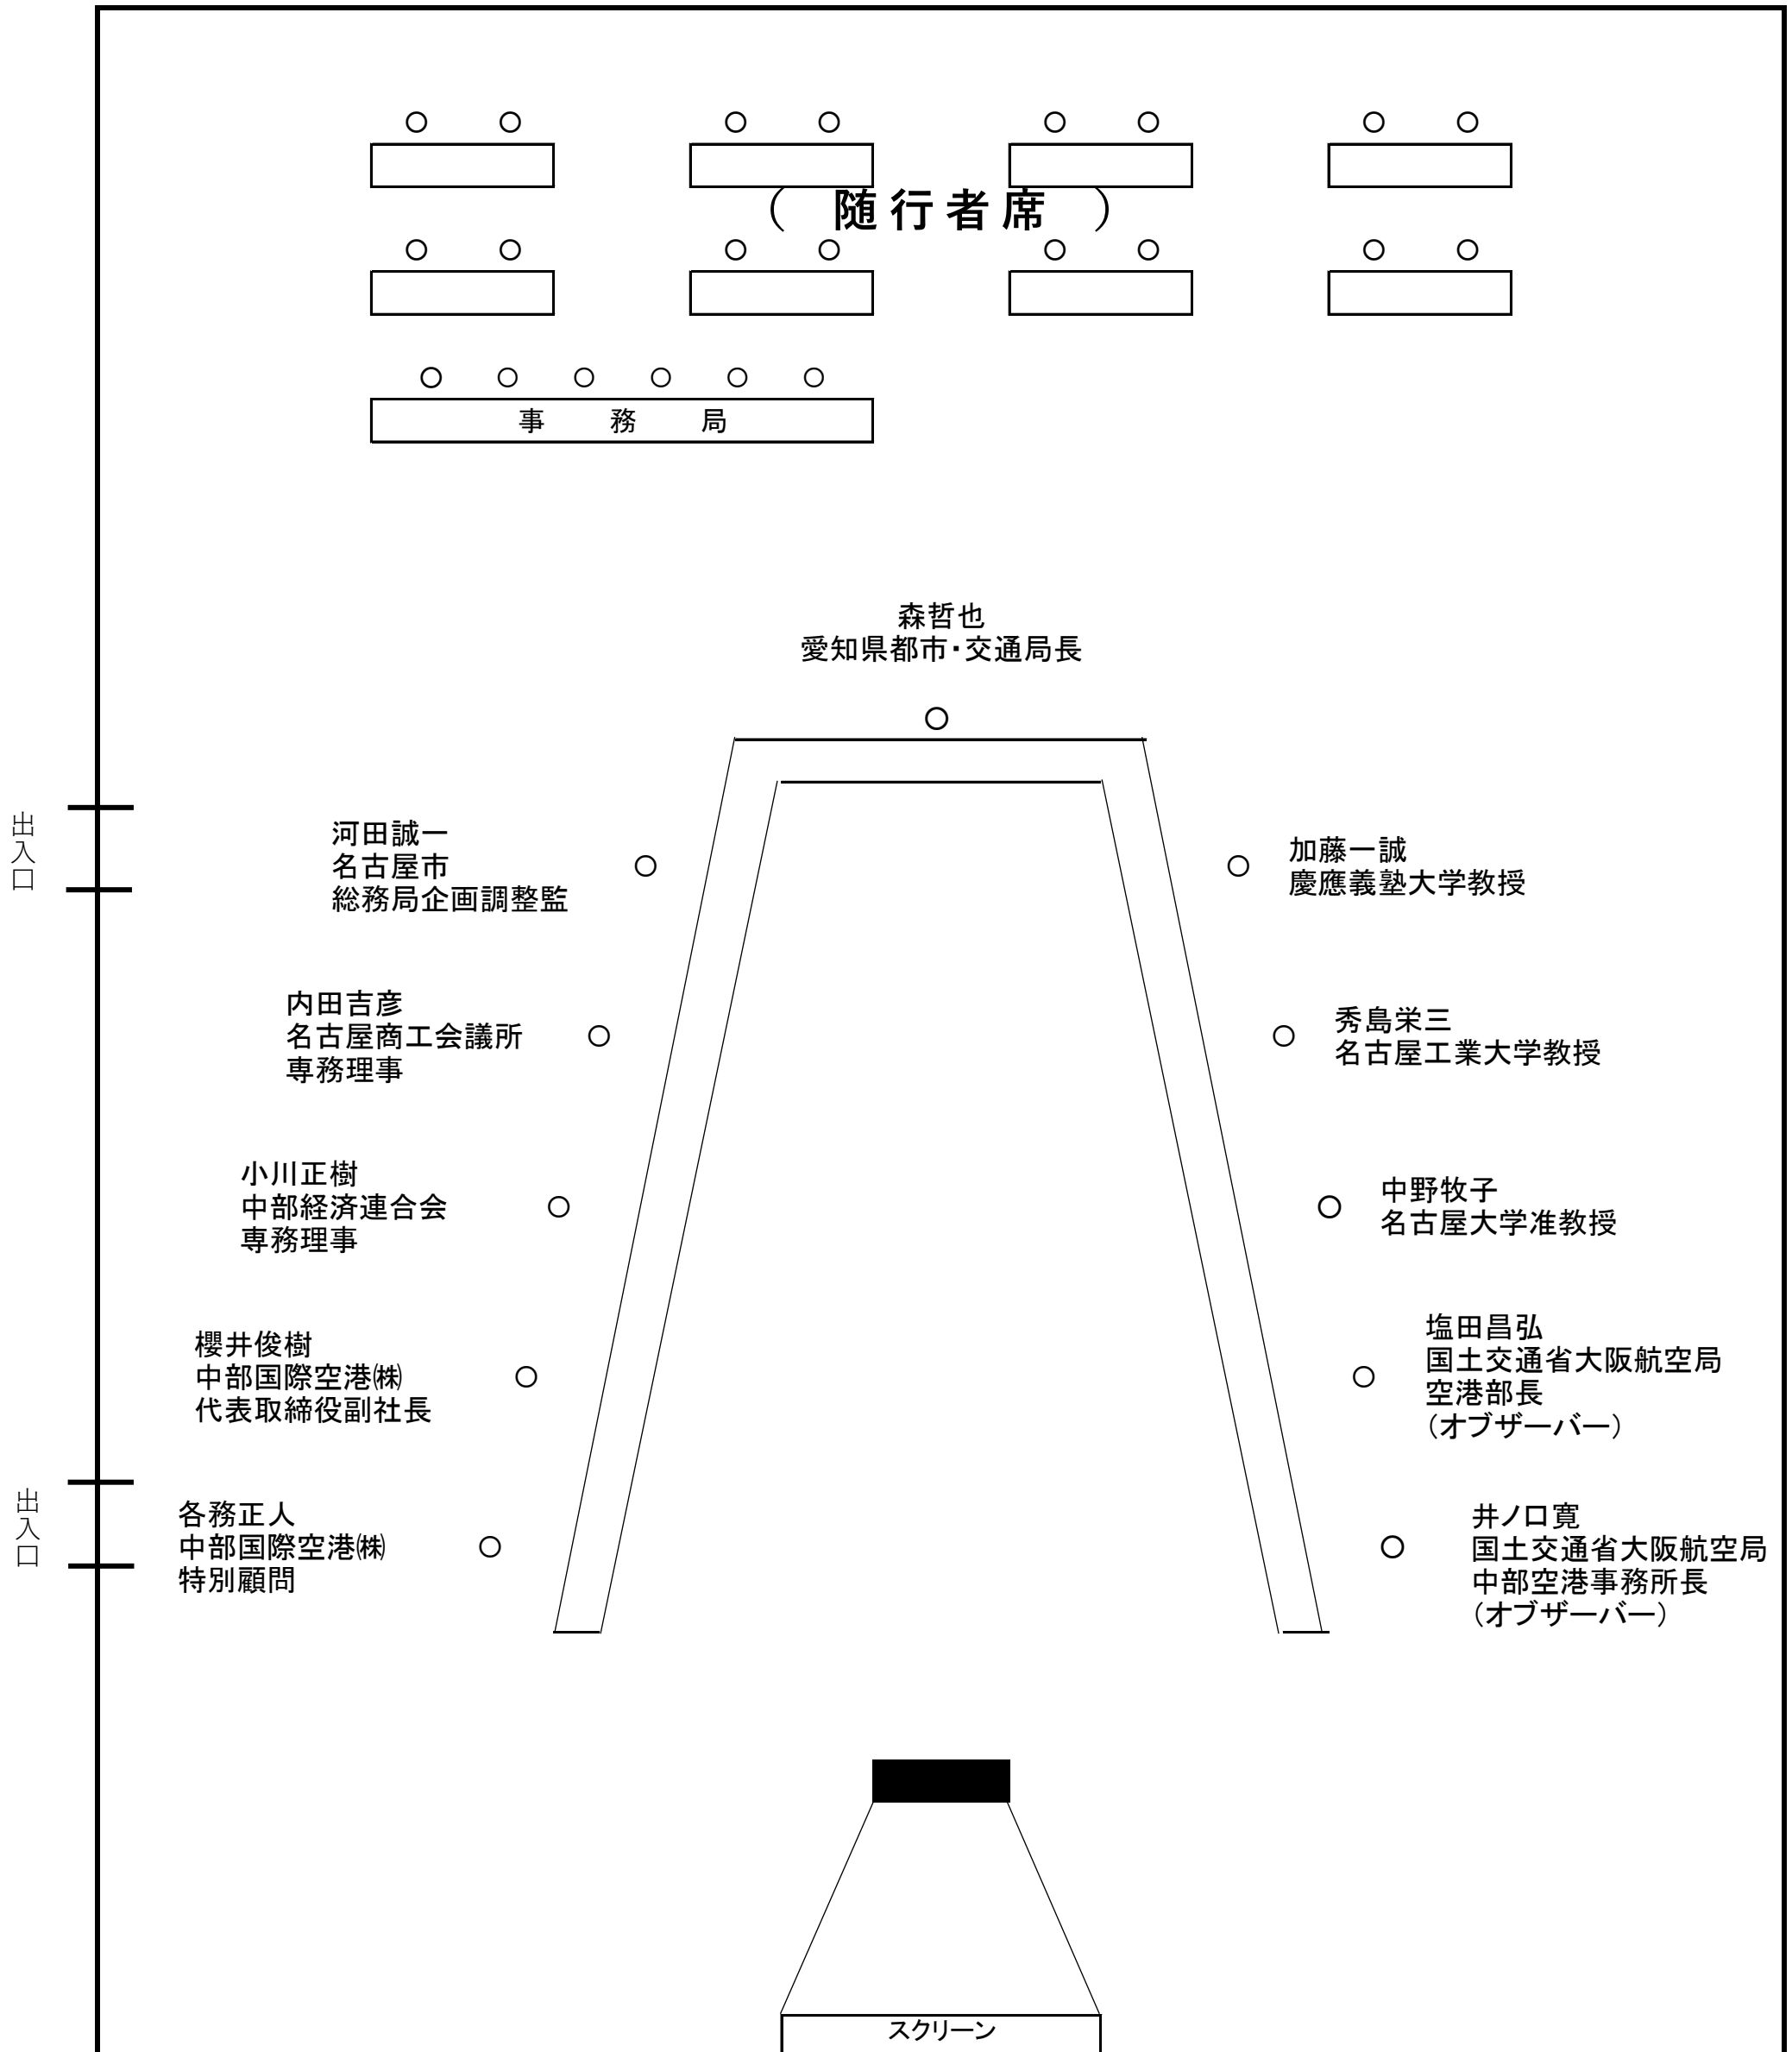 （　随 行 者 席　）
事　務　局
森哲也
愛知県都市・交通局長
出入口
河田誠一
名古屋市
総務局企画調整監
加藤一誠
慶應義塾大学教授
内田吉彦
名古屋商工会議所
専務理事
秀島栄三
名古屋工業大学教授
小川正樹
中部経済連合会
専務理事
中野牧子
名古屋大学准教授
櫻井俊樹
中部国際空港㈱
代表取締役副社長
塩田昌弘
国土交通省大阪航空局
空港部長
（オブザーバー）
出入口
各務正人
中部国際空港㈱
特別顧問
井ノ口寛
国土交通省大阪航空局
中部空港事務所長
（オブザーバー）
スクリーン